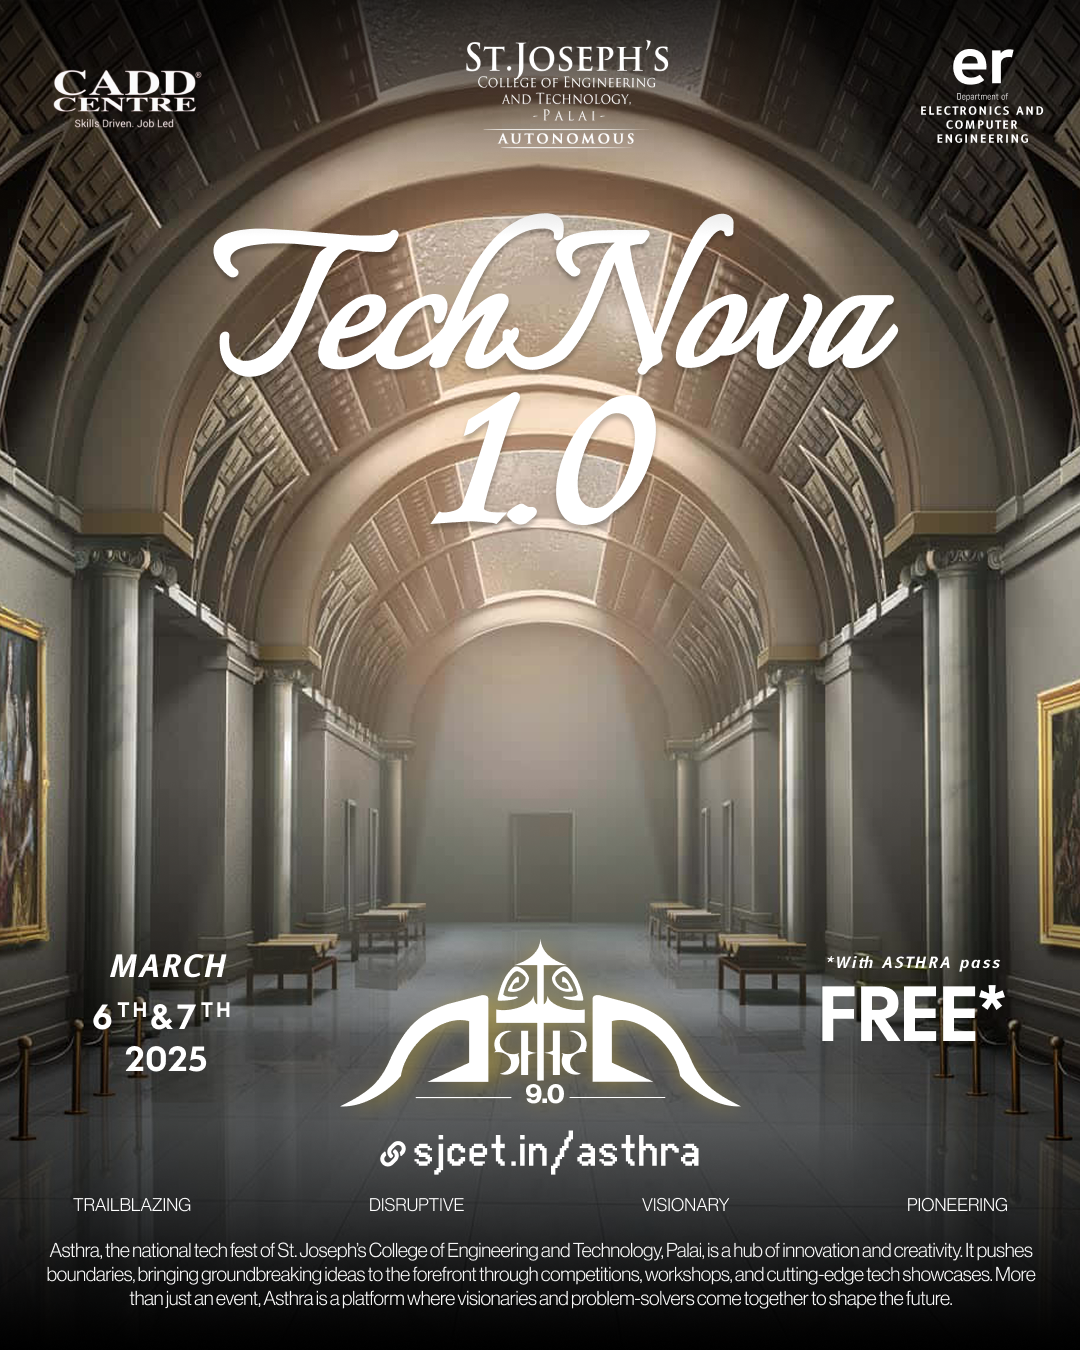 CADD
CENTRE
Skills Driven. Job Led
ST.JOSEPH'S
COLLEGE OF ENGINEERING
AND TECHNOLOGY,
-PALAI-
AUTONOMOUS
er
Department of
ELECTRONICS AND
COMPUTER
ENGINEERING
TechNova
1.0
MARCH
6TH&7TH
2025
*With ASTHRA pass
FREE*
ASTHRA
9.0
sjcet.in/asthra
TRAILBLAZING
DISRUPTIVE
VISIONARY
PIONEERING
Asthra, the national tech fest of St. Joseph's College of Engineering and Technology, Palai, is a hub of innovation and creativity. It pushes
boundaries, bringing groundbreaking ideas to the forefront through competitions, workshops, and cutting-edge tech showcases. More
than just an event, Asthra is a platform where visionaries and problem-solvers come together to shape the future.